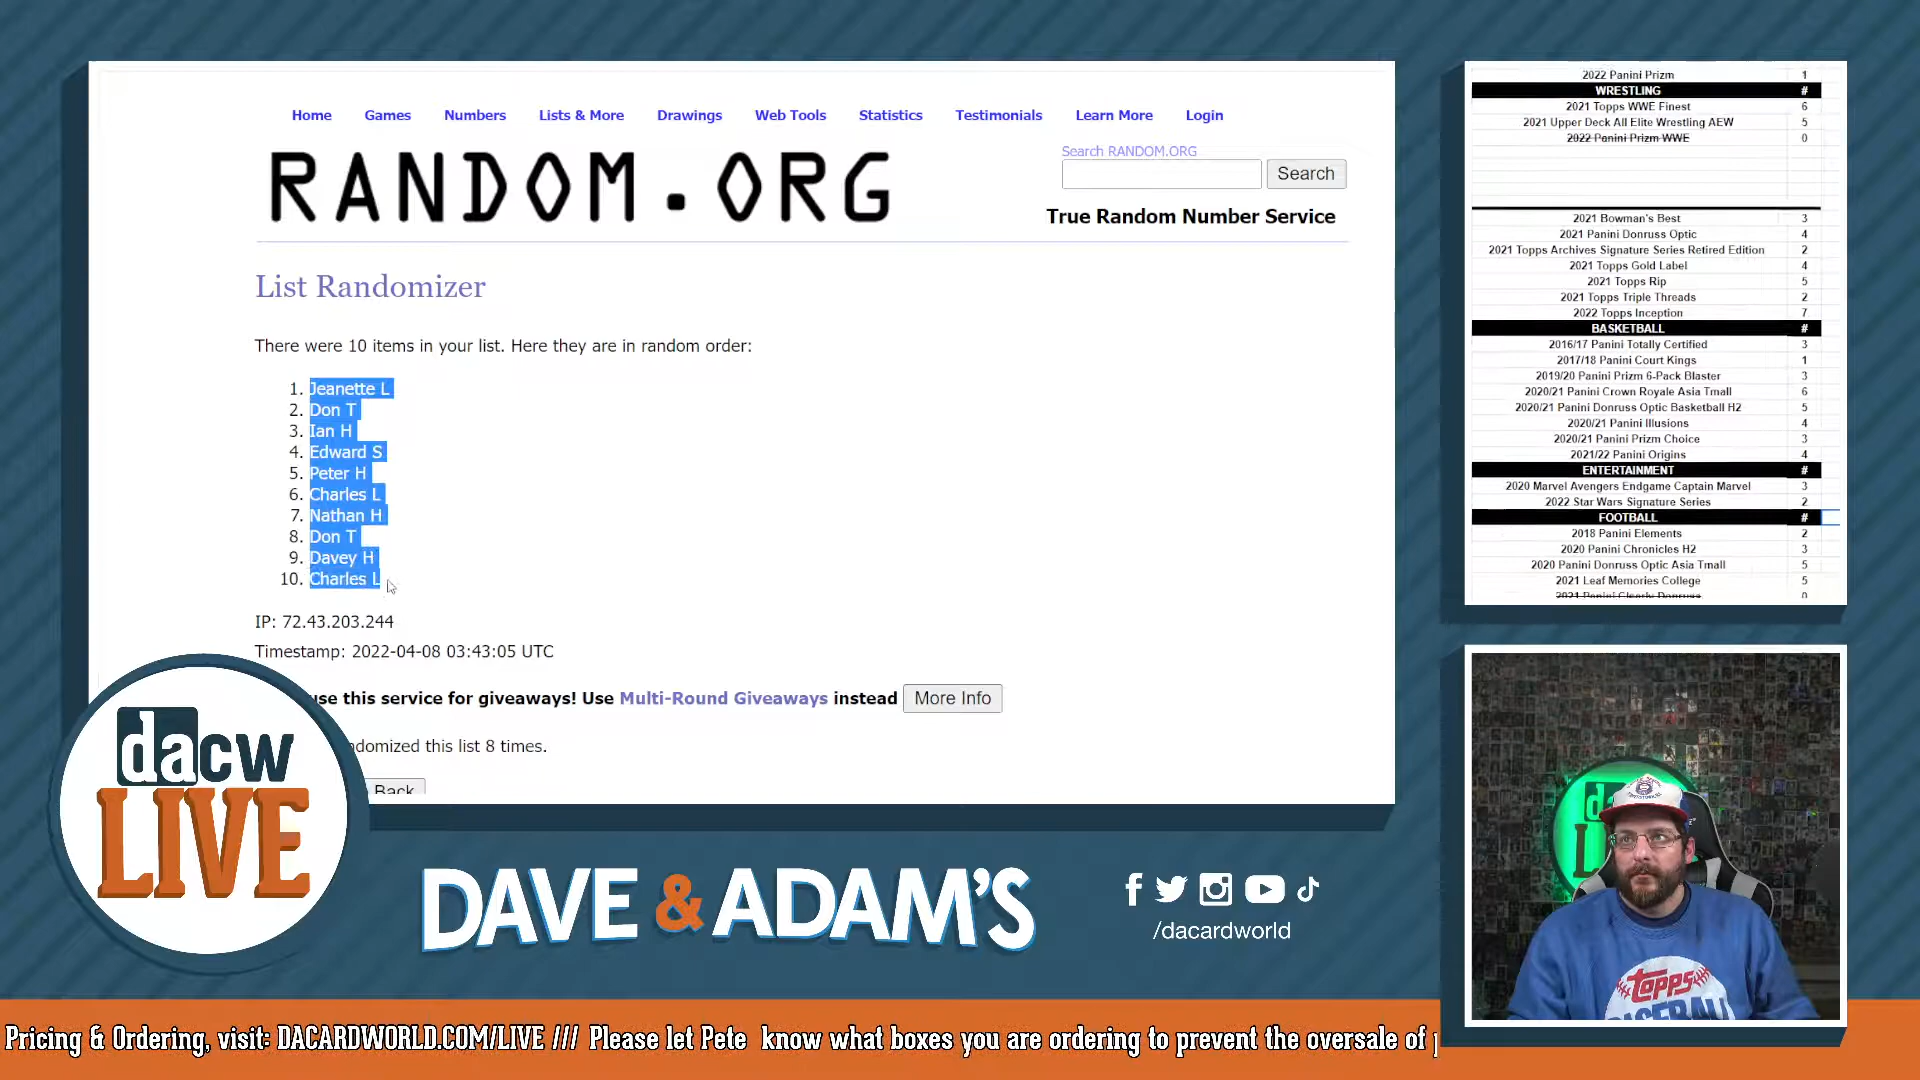 Home Games Numbers Lists & More Drawings Web Tools Statistics Testimonials Learn More Login
RANDOM.ORG
Search RANDOM.ORG
Search
True Random Number Service
List Randomizer
There were 10 items in your list. Here they are in random order:
1. Jeanette L
2. Don T
3. Ian H
4. Edward S
5. Peter H
6. Charles L
7. Nathan H
8. Don T
9. Davey H
10. Charles L
IP: 72.43.203.244
Timestamp: 2022-04-08 03:43:05 UTC
use this service for giveaways! Use Multi-Round Giveaways instead More Info
domized this list 8 times.
Back
2022 Panini Prizm 1
WRESTLING #
2021 Topps WWE Finest 6
2021 Upper Deck All Elite Wrestling AEW 5
2022 Panini Prizm WWE 0
2021 Bowman's Best 3
2021 Panini Donruss Optic 4
2021 Topps Archives Signature Series Retired Edition 2
2021 Topps Gold Label 4
2021 Topps Rip 5
2021 Topps Triple Threads 2
2022 Topps Inception 7
BASKETBALL #
2016/17 Panini Totally Certified 3
2017/18 Panini Court Kings 1
2019/20 Panini Prizm 6-Pack Blaster 3
2020/21 Panini Crown Royale Asia Tmall 6
2020/21 Panini Donruss Optic Basketball H2 5
2020/21 Panini Illusions 4
2020/21 Panini Prizm Choice 3
2021/22 Panini Origins 4
ENTERTAINMENT #
2020 Marvel Avengers Endgame Captain Marvel 3
2022 Star Wars Signature Series 2
FOOTBALL #
2018 Panini Elements 2
2020 Panini Chronicles H2 3
2020 Panini Donruss Optic Asia Tmall 5
2021 Leaf Memories College 5
2021 Panini Clearly Donruss 0
dacw
LIVE
DAVE & ADAM'S
/dacardworld
TOPPS
BASEBALL
Pricing & Ordering, visit: DACARDWORLD.COM/LIVE /// Please let Pete know what boxes you are ordering to prevent the oversale of